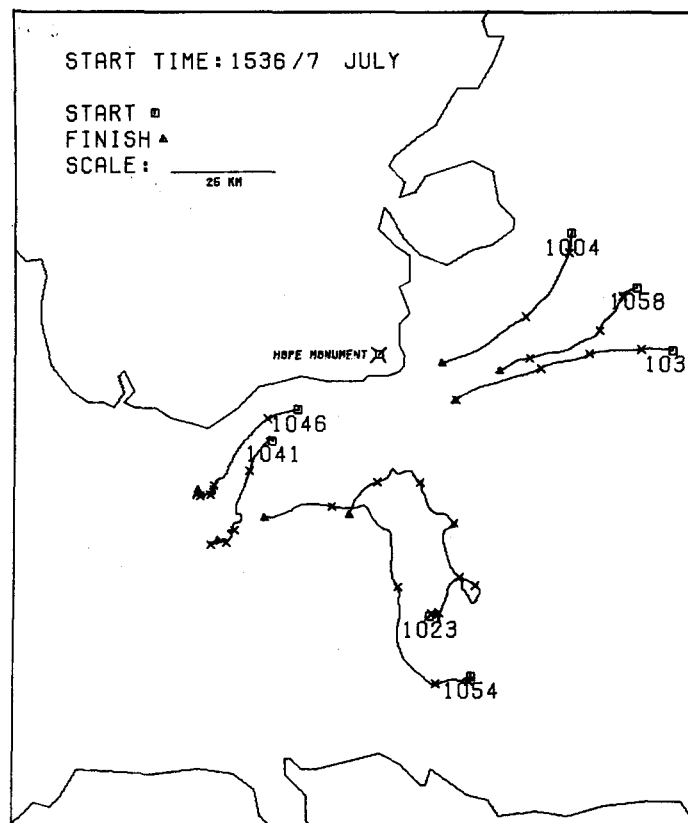 START TIME: 1536/7 JULY
START
FINISH
SCALE:
25 KM
1004
1058
HOPE MONUMENT
103
1046
1041
1023
1054